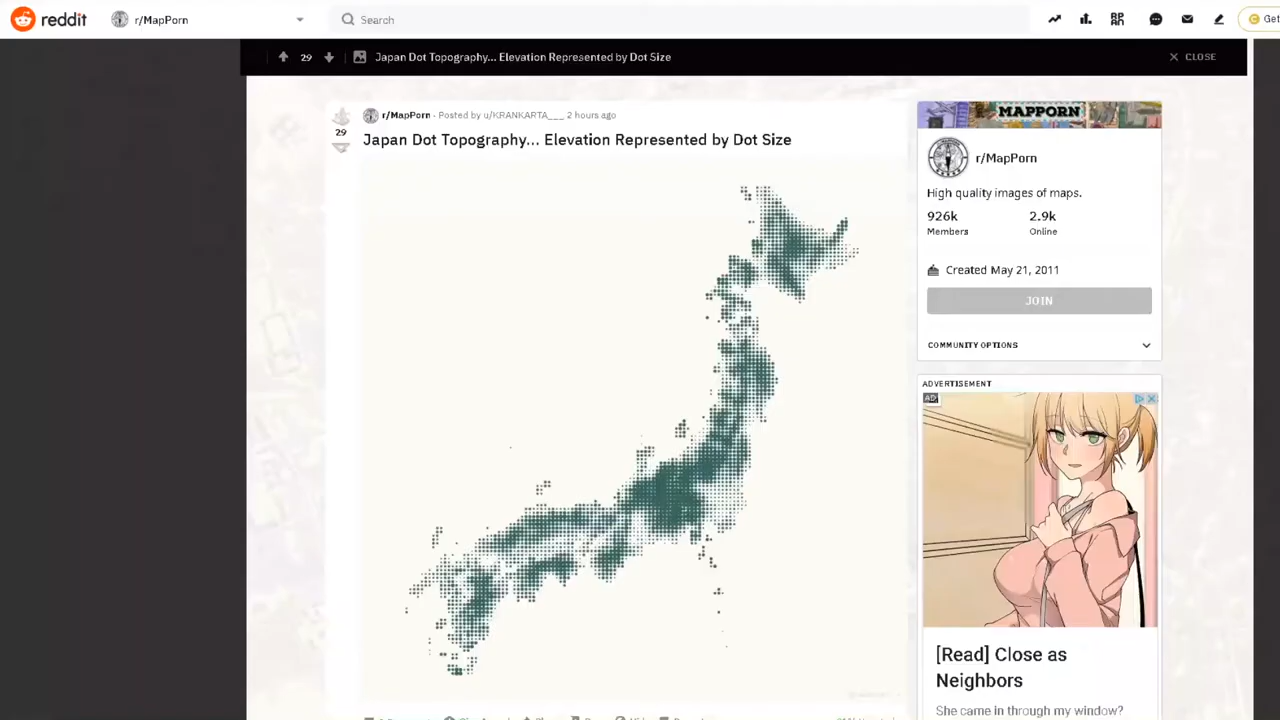 reddit
r/MapPorn
Search
Get
29
Japan Dot Topography... Elevation Represented by Dot Size
CLOSE
r/MapPorn · Posted by u/KRANKARTA___ 2 hours ago
29
Japan Dot Topography... Elevation Represented by Dot Size
MAPPORN
r/MapPorn
High quality images of maps.
926k
2.9k
Members
Online
Created May 21, 2011
JOIN
COMMUNITY OPTIONS
ADVERTISEMENT
AD
[Read] Close as
Neighbors
She came in through my window?